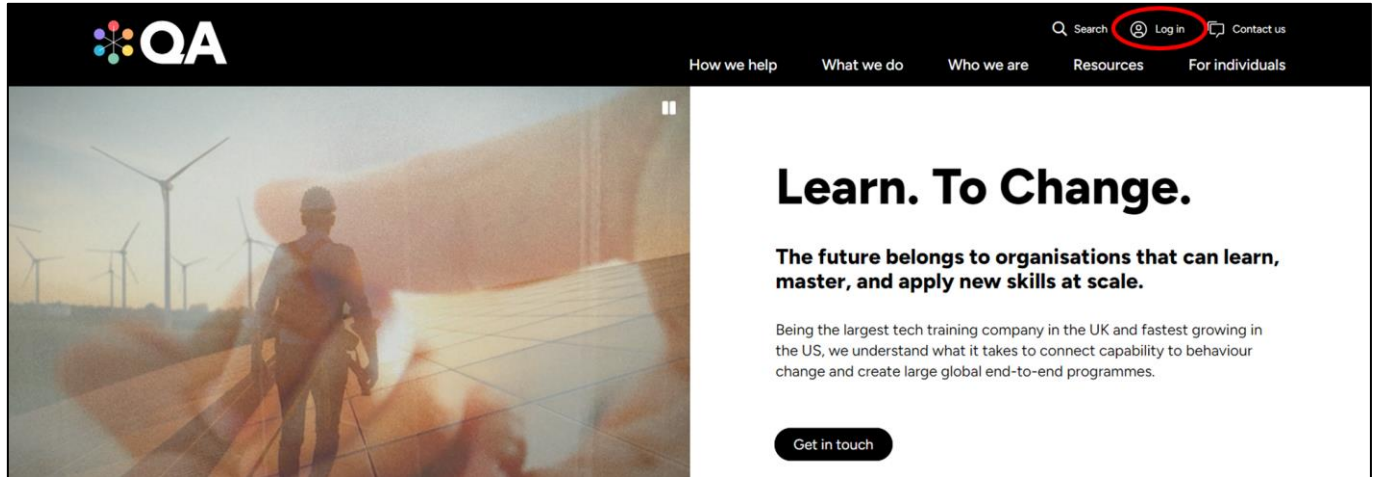 QA
Search Log in Contact us
How we help What we do Who we are Resources For individuals
Learn. To Change.
The future belongs to organisations that can learn,
master, and apply new skills at scale.
Being the largest tech training company in the UK and fastest growing in
the US, we understand what it takes to connect capability to behaviour
change and create large global end-to-end programmes.
Get in touch